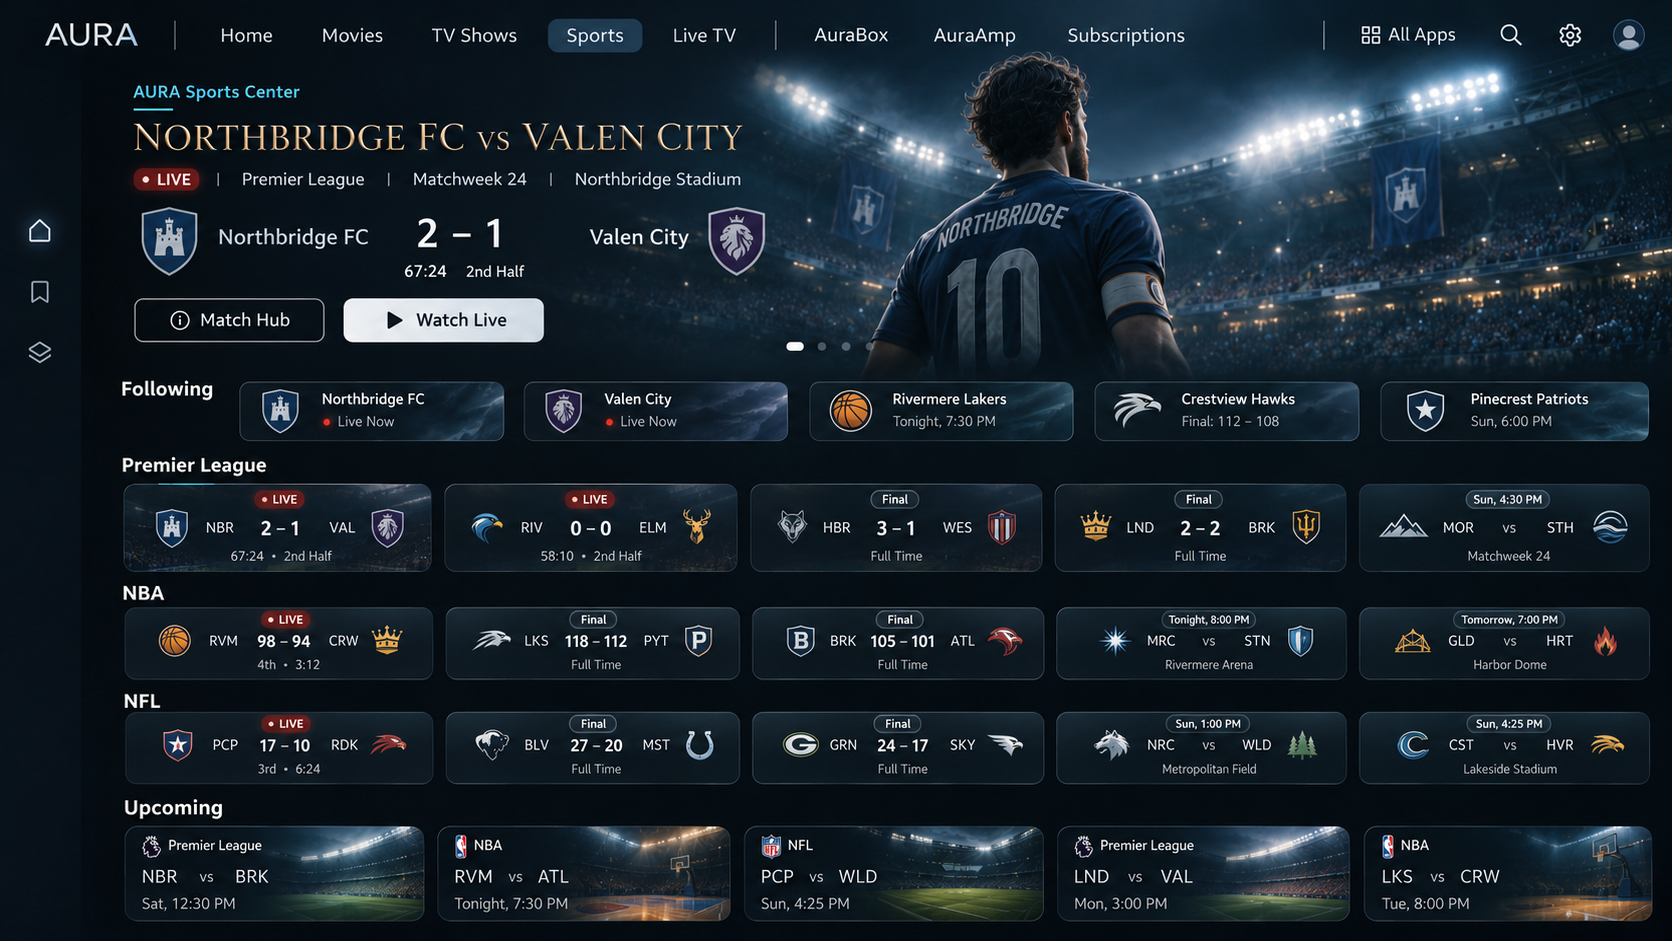 AURA
Home
Movies
TV Shows
Sports
Live TV
AuraBox
AuraAmp
Subscriptions
All Apps
AURA Sports Center
NORTHBRIDGE FC VS VALEN CITY
• LIVE | Premier League | Matchweek 24 | Northbridge Stadium
Northbridge FC 2 – 1 Valen City
67:24 2nd Half
Match Hub
Watch Live
NORTHBRIDGE
10
Following
Northbridge FC
• Live Now
Valen City
• Live Now
Rivermere Lakers
Tonight, 7:30 PM
Crestview Hawks
Final: 112 – 108
Pinecrest Patriots
Sun, 6:00 PM
Premier League
• LIVE
NBR 2 – 1 VAL
67:24 • 2nd Half
• LIVE
RIV 0 – 0 ELM
58:10 • 2nd Half
Final
HBR 3 – 1 WES
Full Time
Final
LND 2 – 2 BRK
Full Time
Sun, 4:30 PM
MOR vs STH
Matchweek 24
NBA
• LIVE
RVM 98 – 94 CRW
4th • 3:12
Final
LKS 118 – 112 PYT P
Full Time
Final
B BRK 105 – 101 ATL
Full Time
Tonight, 8:00 PM
MRC vs STN
Rivermere Arena
Tomorrow, 7:00 PM
GLD vs HRT
Harbor Dome
NFL
• LIVE
PCP 17 – 10 RDK
3rd • 6:24
Final
BLV 27 – 20 MST
Full Time
Final
G GRN 24 – 17 SKY
Full Time
Sun, 1:00 PM
NRC vs WLD
Metropolitan Field
Sun, 4:25 PM
C CST vs HVR
Lakeside Stadium
Upcoming
Premier League
NBR vs BRK
Sat, 12:30 PM
NBA
RVM vs ATL
Tonight, 7:30 PM
NFL NFL
PCP vs WLD
Sun, 4:25 PM
Premier League
LND vs VAL
Mon, 3:00 PM
NBA
LKS vs CRW
Tue, 8:00 PM